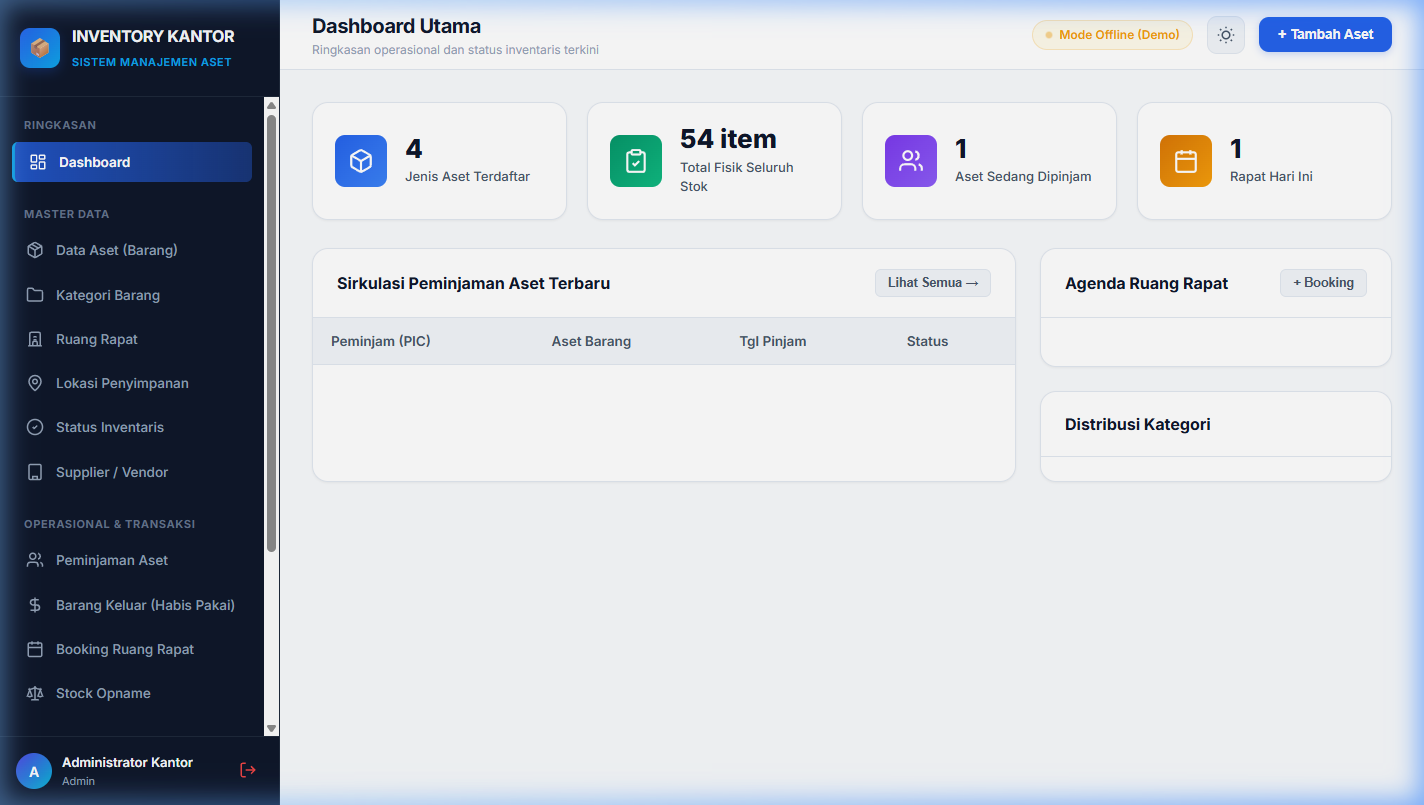 INVENTORY KANTOR
SISTEM MANAJEMEN ASET
RINGKASAN
Dashboard
MASTER DATA
Data Aset (Barang)
Kategori Barang
Ruang Rapat
Lokasi Penyimpanan
Status Inventaris
Supplier / Vendor
OPERASIONAL & TRANSAKSI
Peminjaman Aset
Barang Keluar (Habis Pakai)
Booking Ruang Rapat
Stock Opname
A
Administrator Kantor
Admin
Dashboard Utama
Ringkasan operasional dan status inventaris terkini
Mode Offline (Demo)
+ Tambah Aset
4
Jenis Aset Terdaftar
54 item
Total Fisik Seluruh
Stok
1
Aset Sedang Dipinjam
1
Rapat Hari Ini
Sirkulasi Peminjaman Aset Terbaru
Lihat Semua →
Peminjam (PIC) Aset Barang Tgl Pinjam Status
Agenda Ruang Rapat
+ Booking
Distribusi Kategori